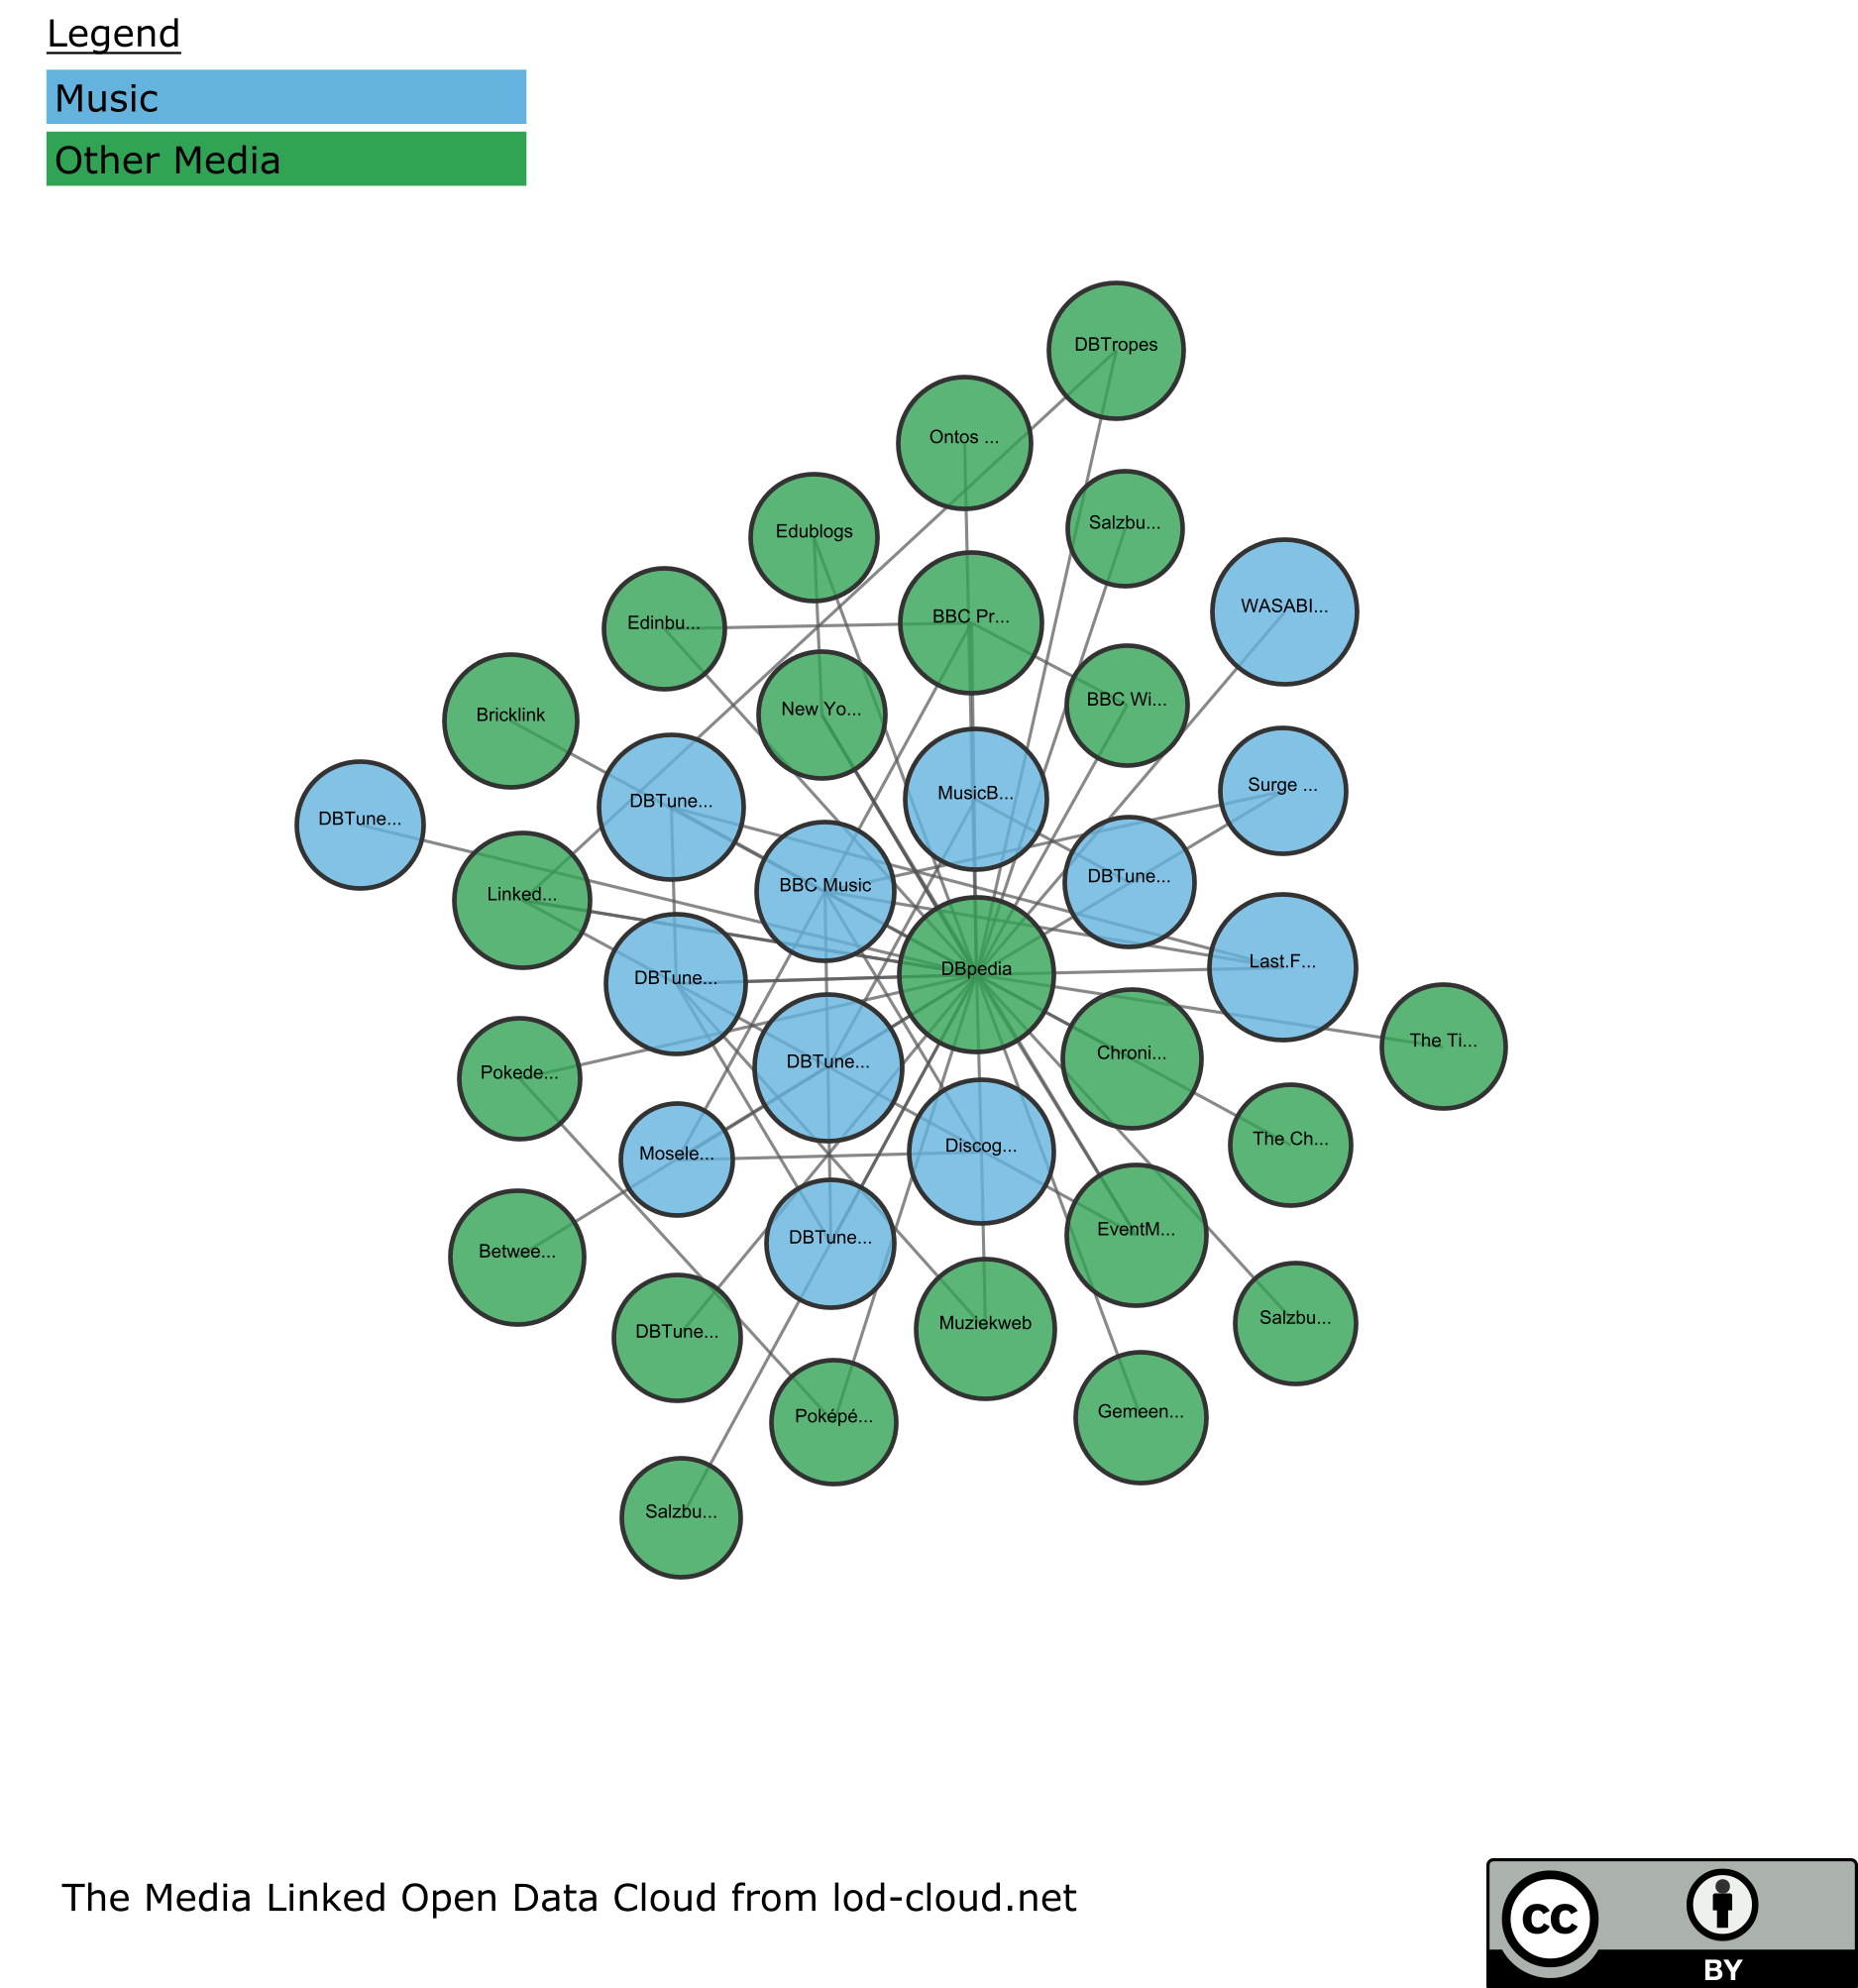 Legend
Music
Other Media
DBTropes
Ontos ...
Salzbu...
Edublogs
WASABI...
BBC Pr...
Edinbu...
BBC Wi...
New Yo...
Bricklink
Surge ...
MusicB...
DBTune...
DBTune...
DBTune...
BBC Music
Linked...
Last.F...
DBpedia
DBTune...
The Ti...
Chroni...
DBTune...
Pokede...
The Ch...
Discog...
Mosele...
EventM...
DBTune...
Betwee...
Salzbu...
Muziekweb
DBTune...
Gemeen...
Poképé...
Salzbu...
The Media Linked Open Data Cloud from lod-cloud.net
cc
BY